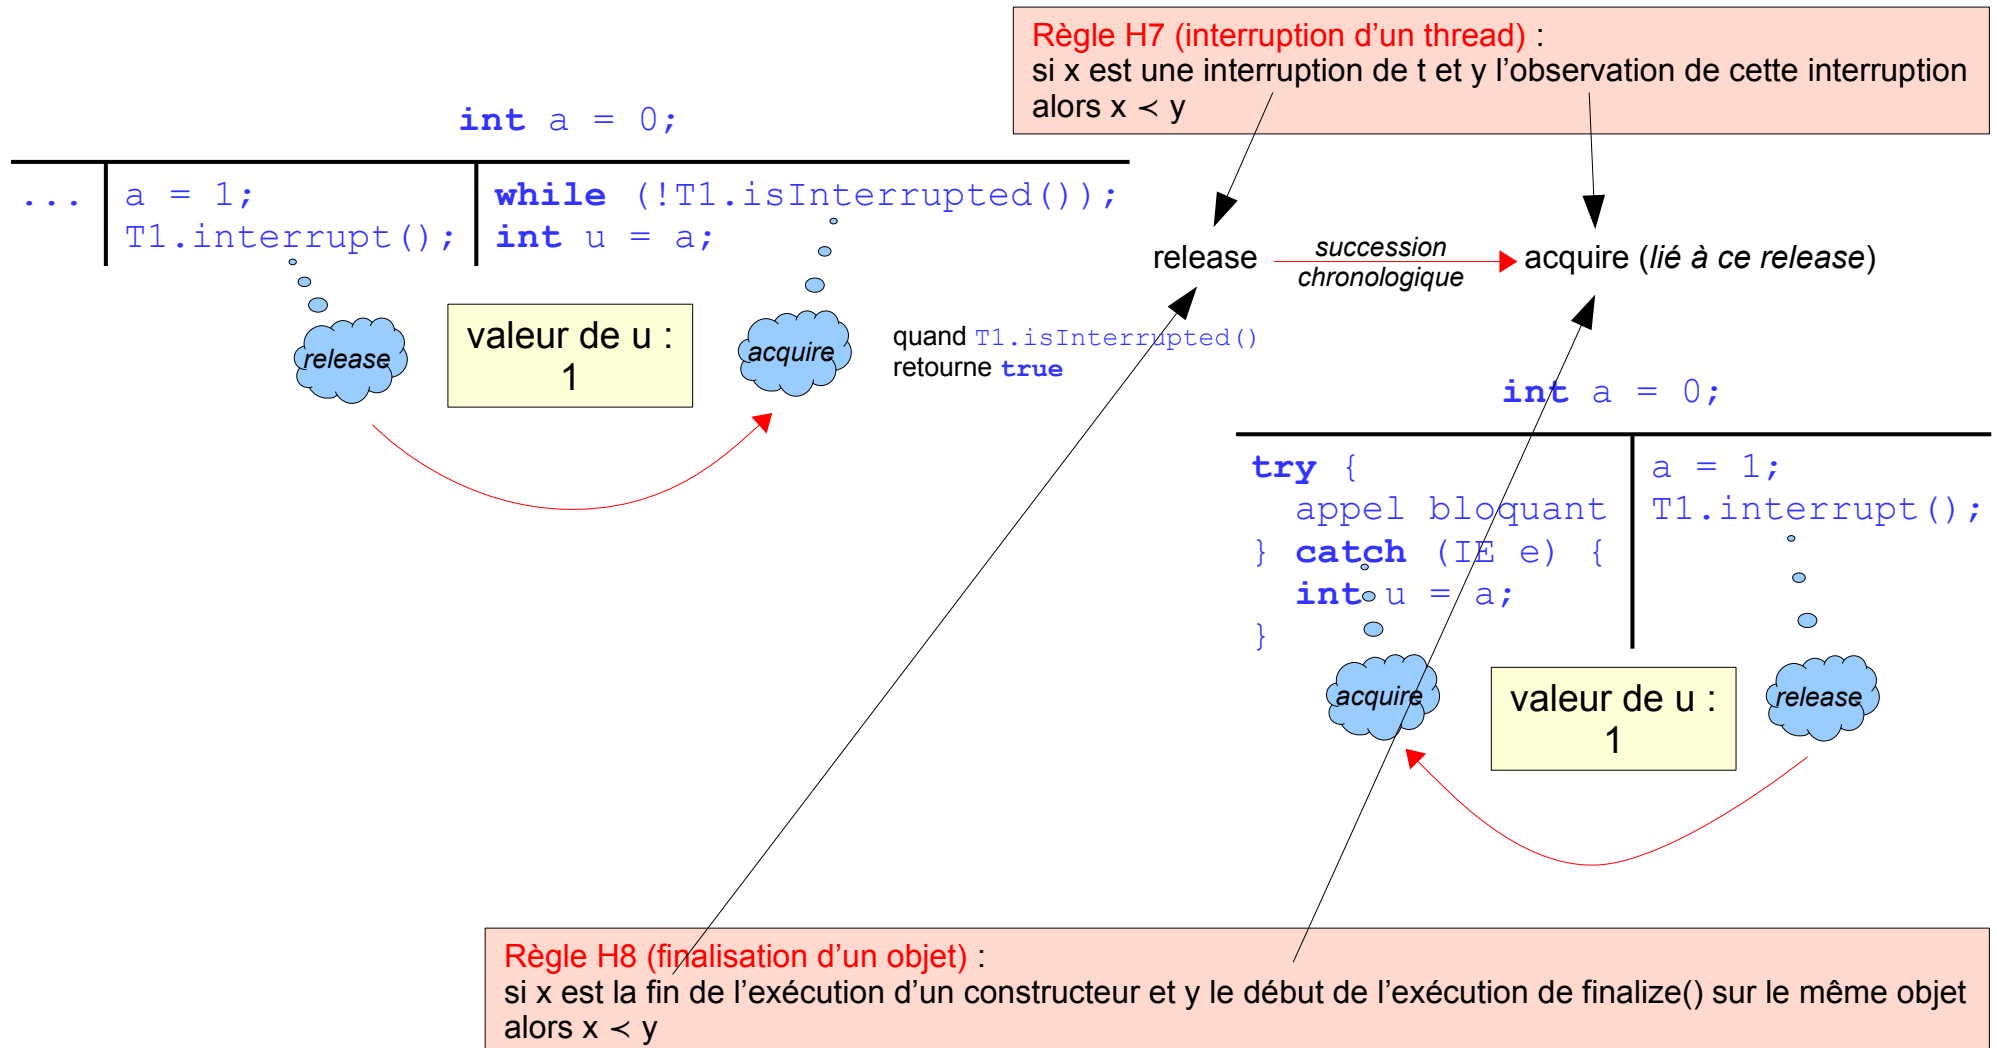 Règle H7 (interruption d’un thread) :
si x est une interruption de t et y l’observation de cette interruption
alors x ≺ y
int a = 0;
... a = 1; while (!T1.isInterrupted());
T1.interrupt(); int u = a;
release succession chronologique acquire (lié à ce release)
release
valeur de u :
1
acquire
quand T1.isInterrupted()
retourne true
int a = 0;
try { a = 1;
appel bloquant T1.interrupt();
} catch (IE e) {
int u = a;
}
acquire
valeur de u :
1
release
Règle H8 (finalisation d’un objet) :
si x est la fin de l’exécution d’un constructeur et y le début de l’exécution de finalize() sur le même objet
alors x ≺ y